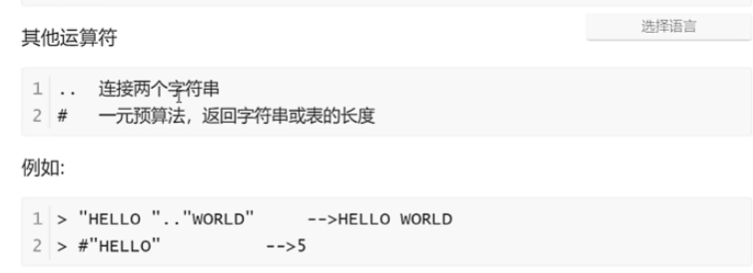 选择语言
其他运算符
1 .. 连接两个字符串
2 # 一元预算法，返回字符串或表的长度
例如:
1 > "HELLO ".."WORLD" -->HELLO WORLD
2 > #"HELLO" -->5